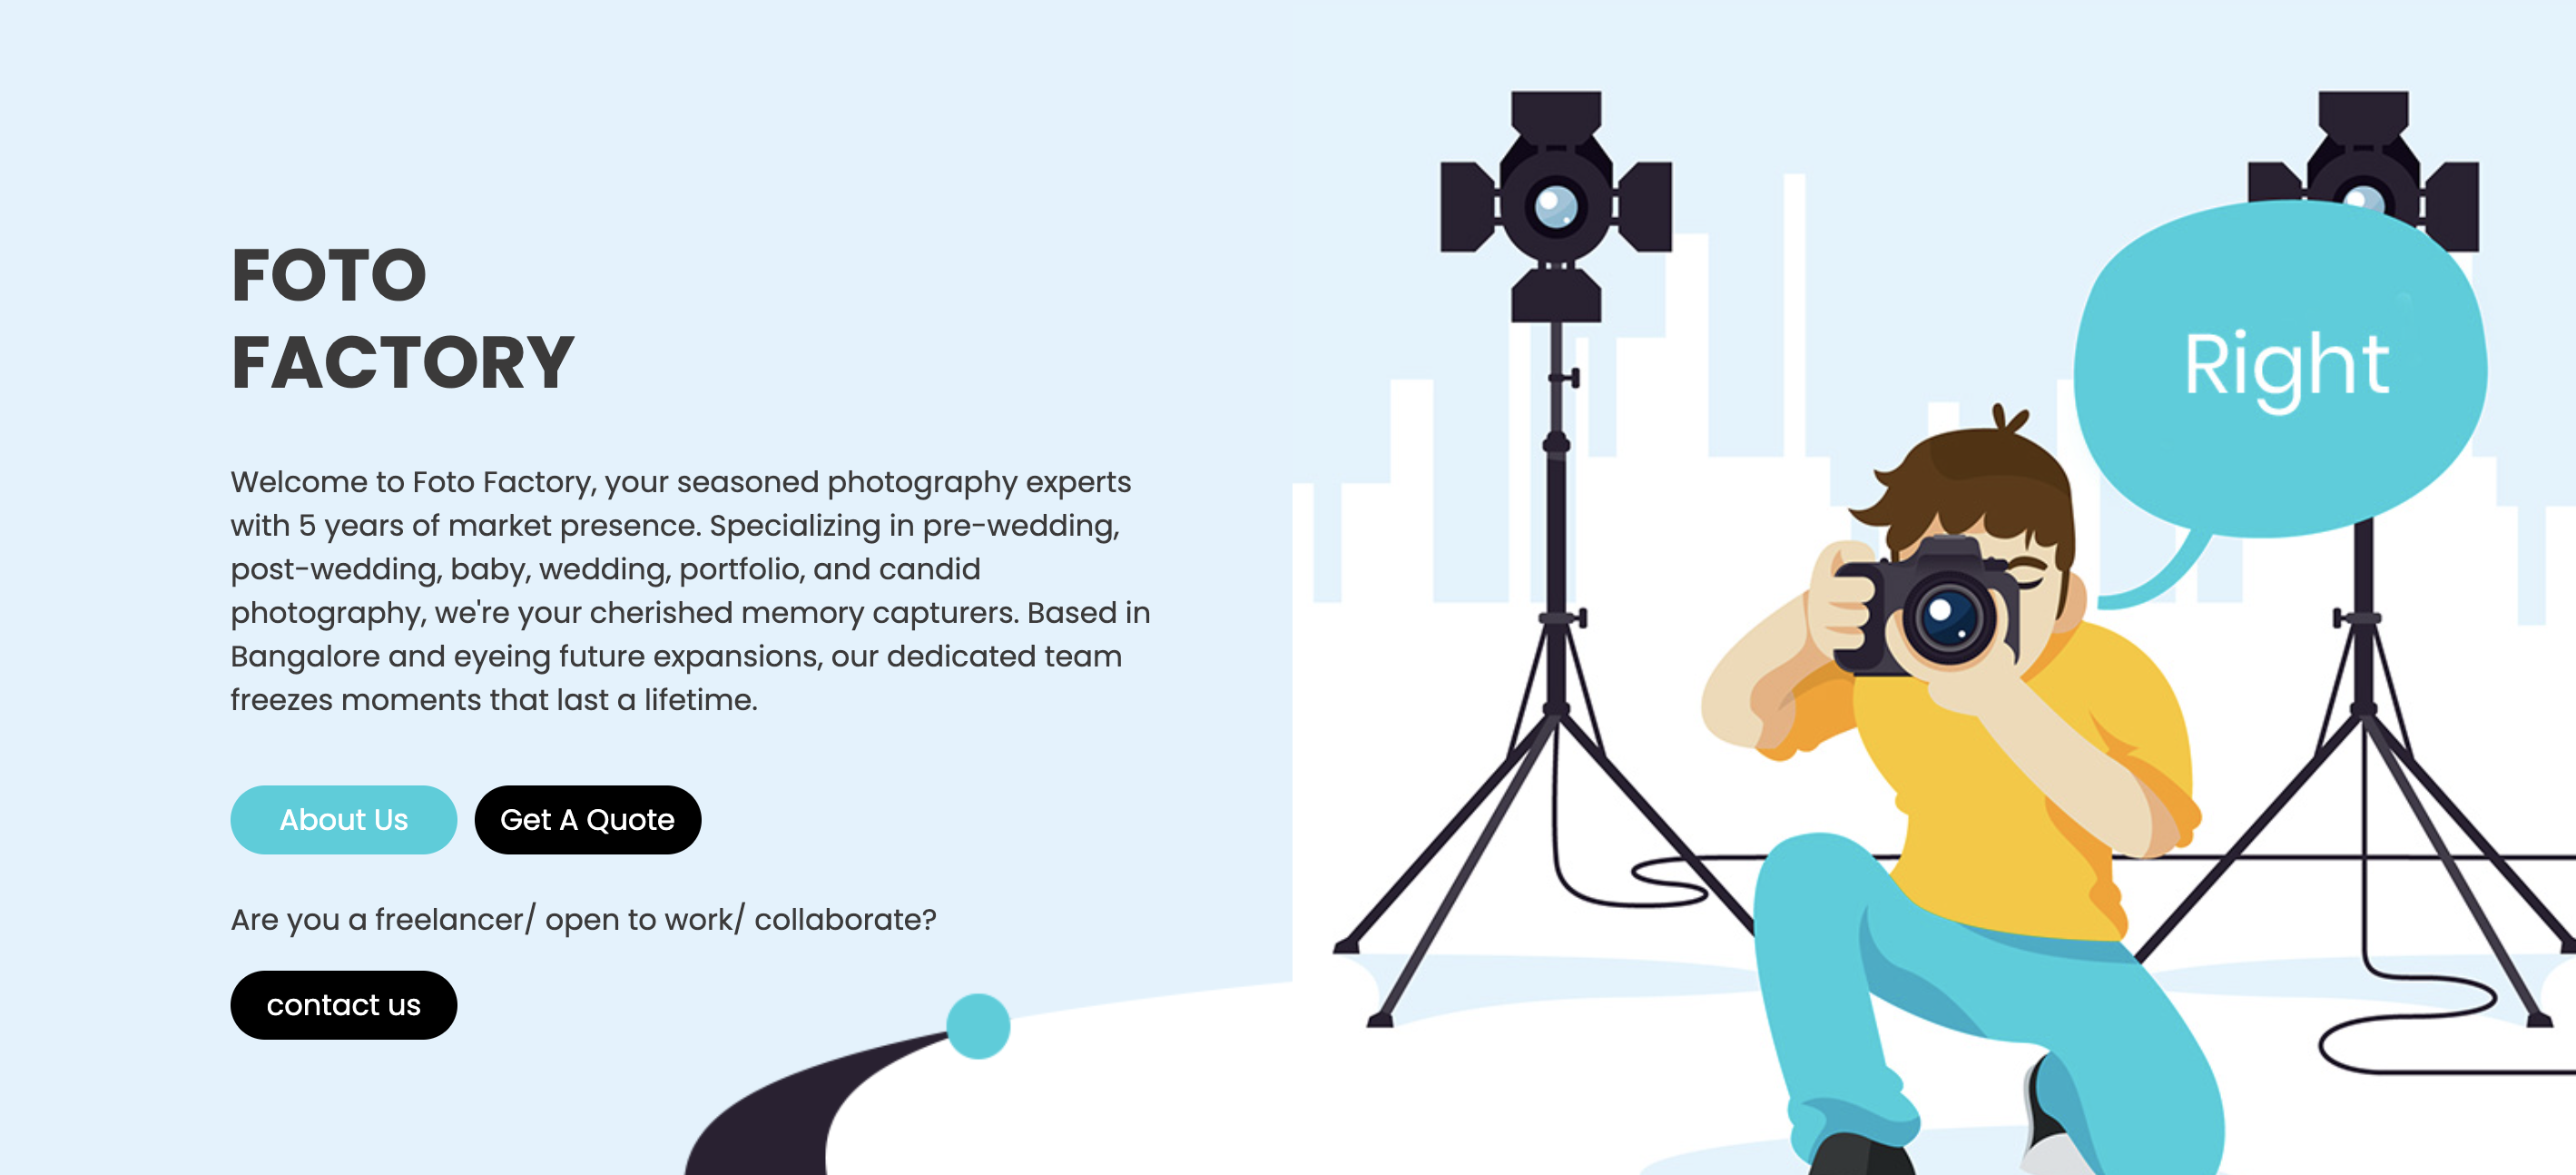 FOTO
FACTORY
Welcome to Foto Factory, your seasoned photography experts
with 5 years of market presence. Specializing in pre-wedding,
post-wedding, baby, wedding, portfolio, and candid
photography, we're your cherished memory capturers. Based in
Bangalore and eyeing future expansions, our dedicated team
freezes moments that last a lifetime.
About Us
Get A Quote
Are you a freelancer/ open to work/ collaborate?
contact us
Right